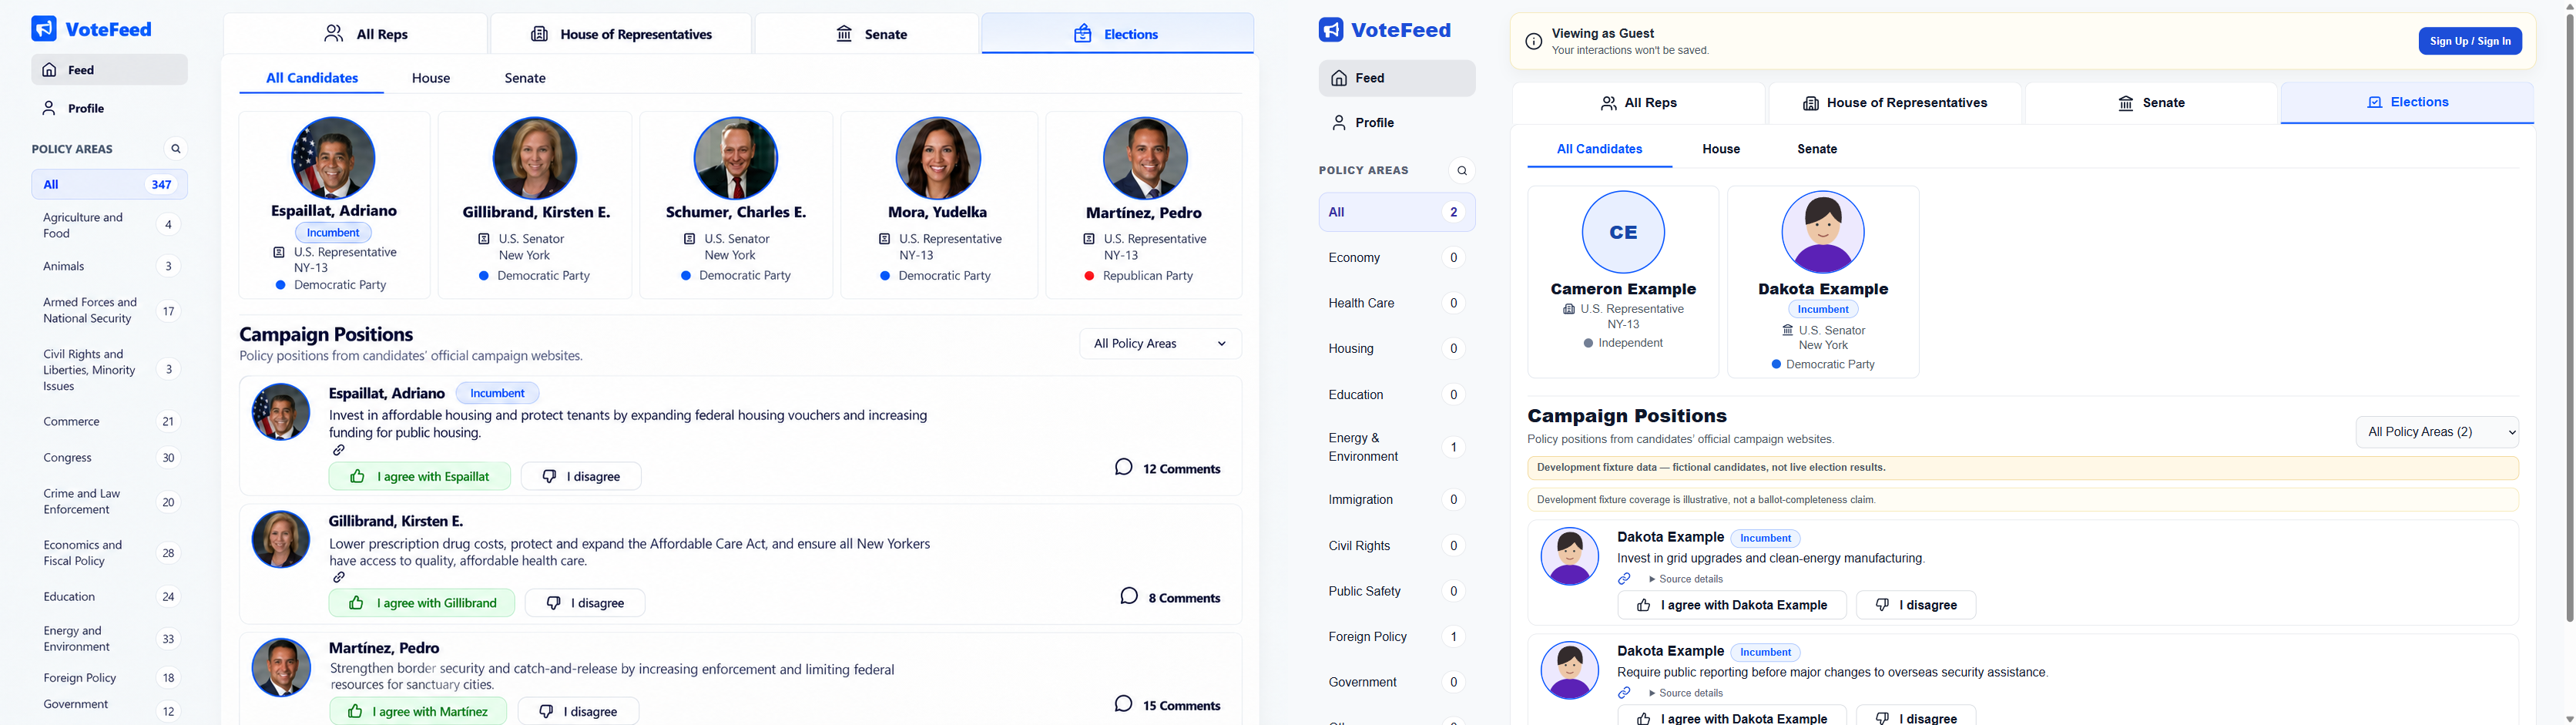 VoteFeed
Feed
Profile
POLICY AREAS
All 347
Agriculture and
Food
4
Animals 3
Armed Forces and
National Security
17
Civil Rights and
Liberties, Minority
Issues
3
Commerce 21
Congress 30
Crime and Law
Enforcement
20
Economics and
Fiscal Policy
28
Education 24
Energy and
Environment
33
Foreign Policy 18
Government 12
All Reps House of Representatives Senate Elections
All Candidates House Senate
Espaillat, Adriano
Incumbent
U.S. Representative
NY-13
Democratic Party
Gillibrand, Kirsten E.
U.S. Senator
New York
Democratic Party
Schumer, Charles E.
U.S. Senator
New York
Democratic Party
Mora, Yudelka
U.S. Representative
NY-13
Democratic Party
Martínez, Pedro
U.S. Representative
NY-13
Republican Party
Campaign Positions
Policy positions from candidates' official campaign websites.
All Policy Areas
Espaillat, Adriano Incumbent
Invest in affordable housing and protect tenants by expanding federal housing vouchers and increasing
funding for public housing.
I agree with Espaillat I disagree
12 Comments
Gillibrand, Kirsten E.
Lower prescription drug costs, protect and expand the Affordable Care Act, and ensure all New Yorkers
have access to quality, affordable health care.
I agree with Gillibrand I disagree
8 Comments
Martínez, Pedro
Strengthen border security and catch-and-release by increasing enforcement and limiting federal
resources for sanctuary cities.
I agree with Martínez I disagree
15 Comments
VoteFeed
Feed
Profile
POLICY AREAS
All 2
Economy 0
Health Care 0
Housing 0
Education 0
Energy &
Environment
1
Immigration 0
Civil Rights 0
Public Safety 0
Foreign Policy 1
Government 0
Viewing as Guest
Your interactions won't be saved.
Sign Up / Sign In
All Reps House of Representatives Senate Elections
All Candidates House Senate
CE
Cameron Example
U.S. Representative
NY-13
Independent
Dakota Example
Incumbent
U.S. Senator
New York
Democratic Party
Campaign Positions
Policy positions from candidates' official campaign websites.
All Policy Areas (2)
Development fixture data — fictional candidates, not live election results.
Development fixture coverage is illustrative, not a ballot-completeness claim.
Dakota Example Incumbent
Invest in grid upgrades and clean-energy manufacturing.
Source details
I agree with Dakota Example I disagree
Dakota Example Incumbent
Require public reporting before major changes to overseas security assistance.
Source details
I agree with Dakota Example I disagree